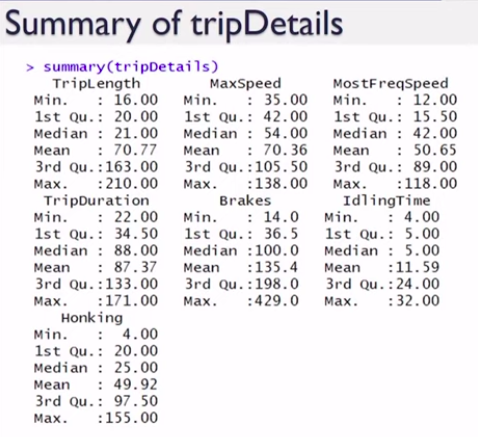 Summary of tripDetails
> summary(tripDetails)
TripLength MaxSpeed MostFreqSpeed
Min. : 16.00 Min. : 35.00 Min. : 12.00
1st Qu.: 20.00 1st Qu.: 42.00 1st Qu.: 15.50
Median : 21.00 Median : 54.00 Median : 42.00
Mean : 70.77 Mean : 70.36 Mean : 50.65
3rd Qu.:163.00 3rd Qu.:105.50 3rd Qu.: 89.00
Max. :210.00 Max. :138.00 Max. :118.00
TripDuration Brakes IdlingTime
Min. : 22.00 Min. : 14.0 Min. : 4.00
1st Qu.: 34.50 1st Qu.: 36.5 1st Qu.: 5.00
Median : 88.00 Median :100.0 Median : 5.00
Mean : 87.37 Mean :135.4 Mean :11.59
3rd Qu.:133.00 3rd Qu.:198.0 3rd Qu.:24.00
Max. :171.00 Max. :429.0 Max. :32.00
Honking
Min. : 4.00
1st Qu.: 20.00
Median : 25.00
Mean : 49.92
3rd Qu.: 97.50
Max. :155.00